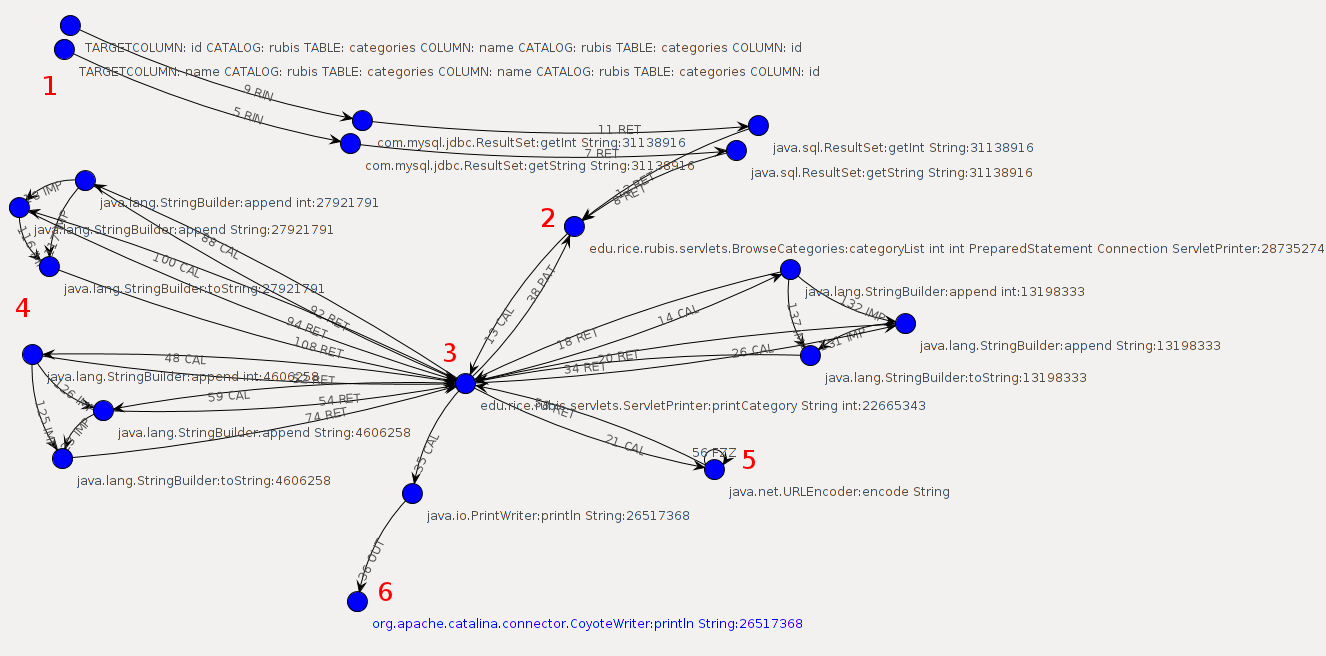 TARGETCOLUMN: id CATALOG: rubis TABLE: categories COLUMN: name CATALOG: rubis TABLE: categories COLUMN: id
TARGETCOLUMN: name CATALOG: rubis TABLE: categories COLUMN: name CATALOG: rubis TABLE: categories COLUMN: id
1
9 RIN
5 RIN
11 RET
com.mysql.jdbc.ResultSet:getInt String:31138916
java.sql.ResultSet:getInt String:31138916
7 RET
com.mysql.jdbc.ResultSet:getString String:31138916
java.sql.ResultSet:getString String:31138916
12 RET
8 RET
IMP
java.lang.StringBuilder:append int:27921791
2
java.lang.StringBuilder:append String:27921791
116
88 CAL
edu.rice.rubis.servlets.BrowseCategories:categoryList int int PreparedStatement Connection ServletPrinter:28735274
100 CAL
java.lang.StringBuilder:toString:27921791
38 PAT
java.lang.StringBuilder:append int:13198333
4
92 RET
94 RET
108 RET
13 CAL
14 CAL
132 IMP
137
18 RET
131 IMP
java.lang.StringBuilder:append String:13198333
3
48 CAL
20 RET
26 CAL
34 RET
java.lang.StringBuilder:append int:4606258
RET
java.lang.StringBuilder:toString:13198333
126
59 CAL
54 RET
74 RET
edu.rice.rubis.servlets.ServletPrinter:printCategory String int:22665343
125 IMP
IMP
java.lang.StringBuilder:append String:4606258
RET
21 CAL
35 CAL
56 FZZ
5
java.lang.StringBuilder:toString:4606258
java.net.URLEncoder:encode String
java.io.PrintWriter:println String:26517368
36 OUT
6
org.apache.catalina.connector.CoyoteWriter:println String:26517368